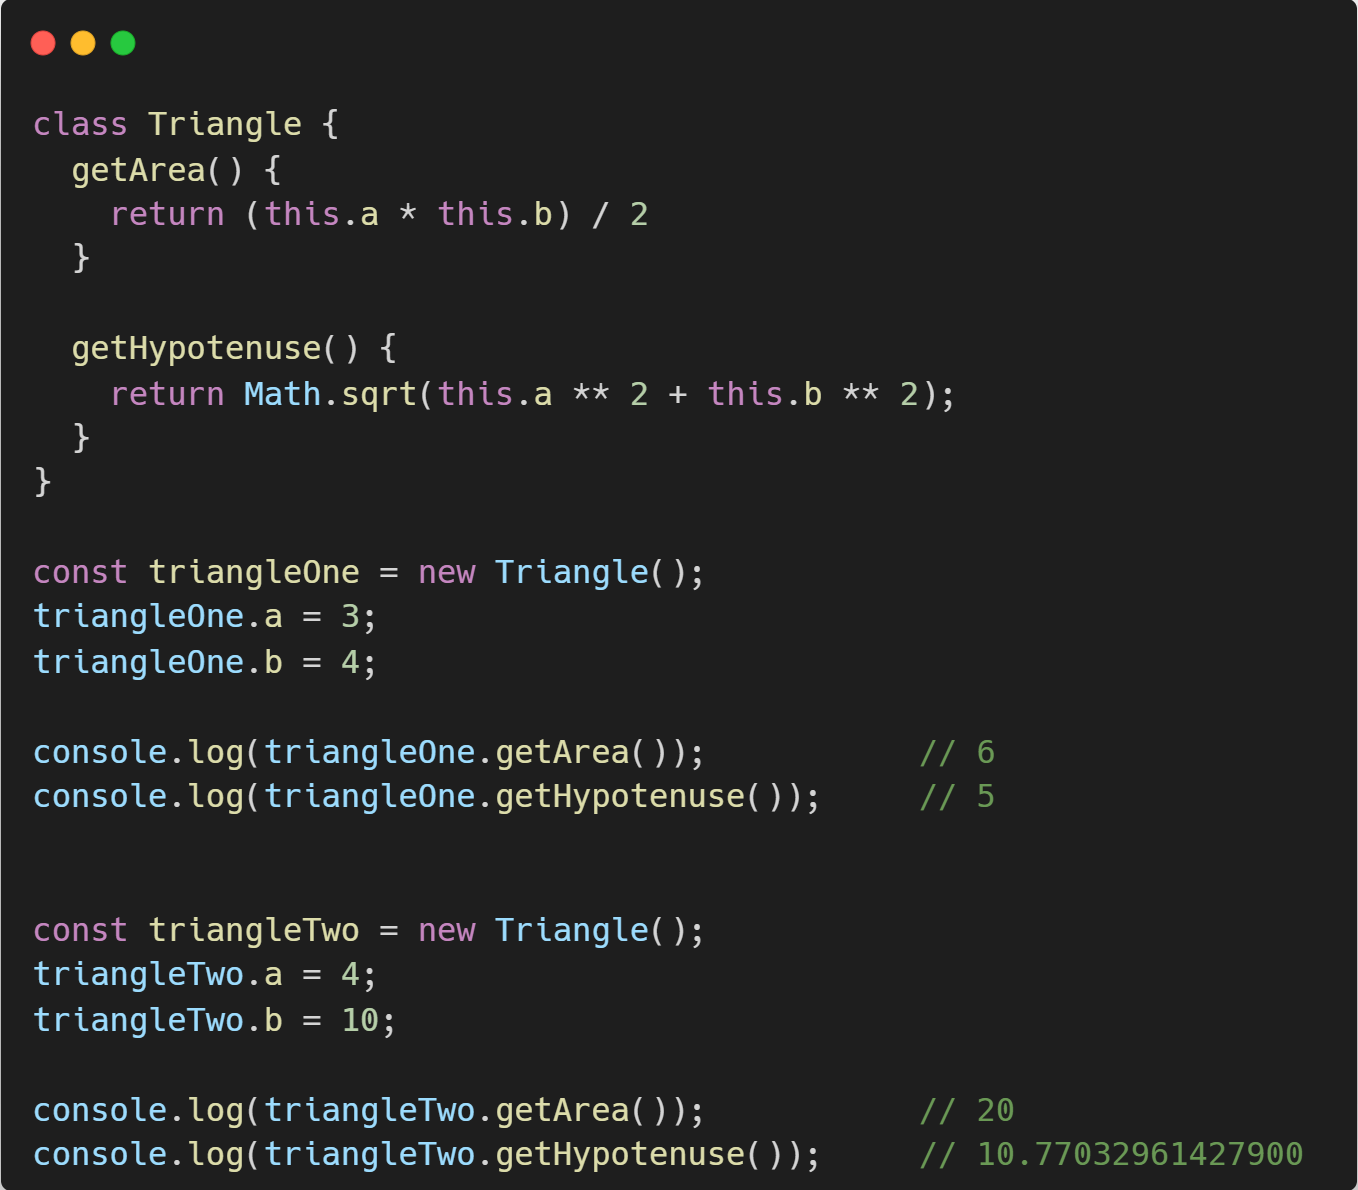 class Triangle {
  getArea() {
    return (this.a * this.b) / 2
  }

  getHypotenuse() {
    return Math.sqrt(this.a ** 2 + this.b ** 2);
  }
}

const triangleOne = new Triangle();
triangleOne.a = 3;
triangleOne.b = 4;

console.log(triangleOne.getArea());           // 6
console.log(triangleOne.getHypotenuse());     // 5


const triangleTwo = new Triangle();
triangleTwo.a = 4;
triangleTwo.b = 10;

console.log(triangleTwo.getArea());           // 20
console.log(triangleTwo.getHypotenuse());     // 10.77032961427900